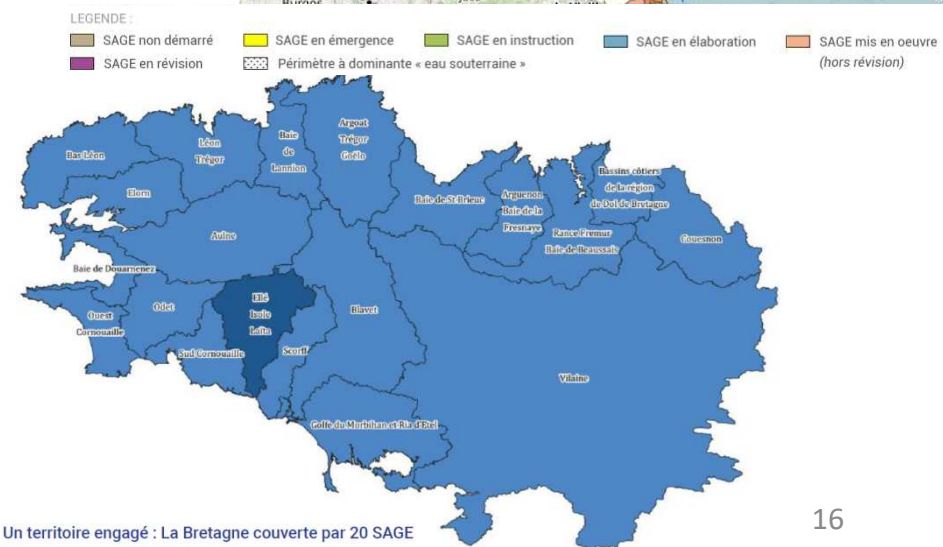 Burgos
LEGENDE :
SAGE non démarré
SAGE en émergence
SAGE en instruction
SAGE en élaboration
SAGE mis en oeuvre
(hors révision)
SAGE en révision
Périmètre à dominante « eau souterraine »
Bas Léon
Léon
Trégor
Baie
de
Lannion
Argoat
Trégor
Goëlo
Elorn
Baie de St-Brieuc
Arguenon
Baie de la
Fresnaye
Rance Fremur
Baie de Beaussais
Bassins côtiers
de la région
de Dol de Bretagne
Couesnon
Aulne
Baie de Douarnenez
Ouest
Cornouaille
Odet
Ellé
Isole
Laïta
Blavet
Sud Cornouaille
Scorff
Vilaine
Golfe du Morbihan et Ria d'Etel
Un territoire engagé : La Bretagne couverte par 20 SAGE
16